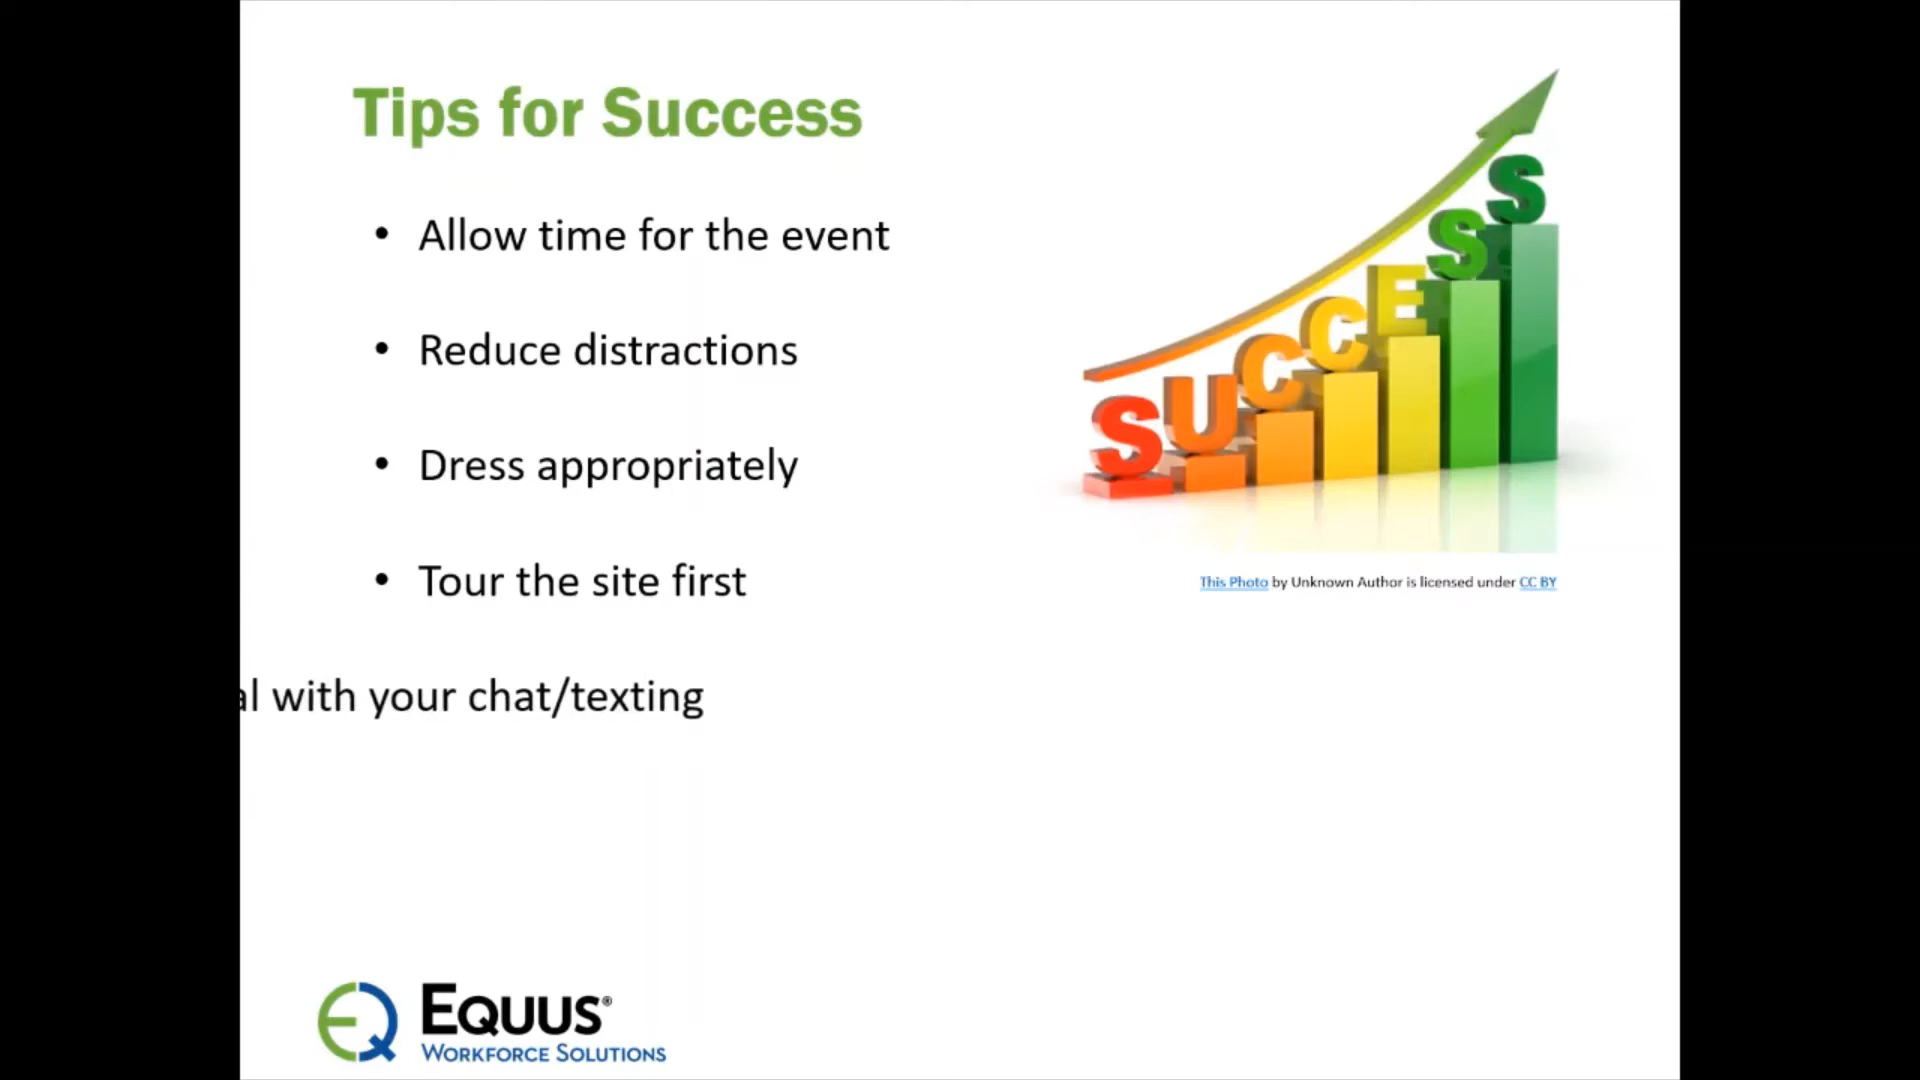 Tips for Success
• Allow time for the event
• Reduce distractions
• Dress appropriately
• Tour the site first
with your chat/texting
SUCCESS
This Photo by Unknown Author is licensed under CC BY
EQUUS®
WORKFORCE SOLUTIONS